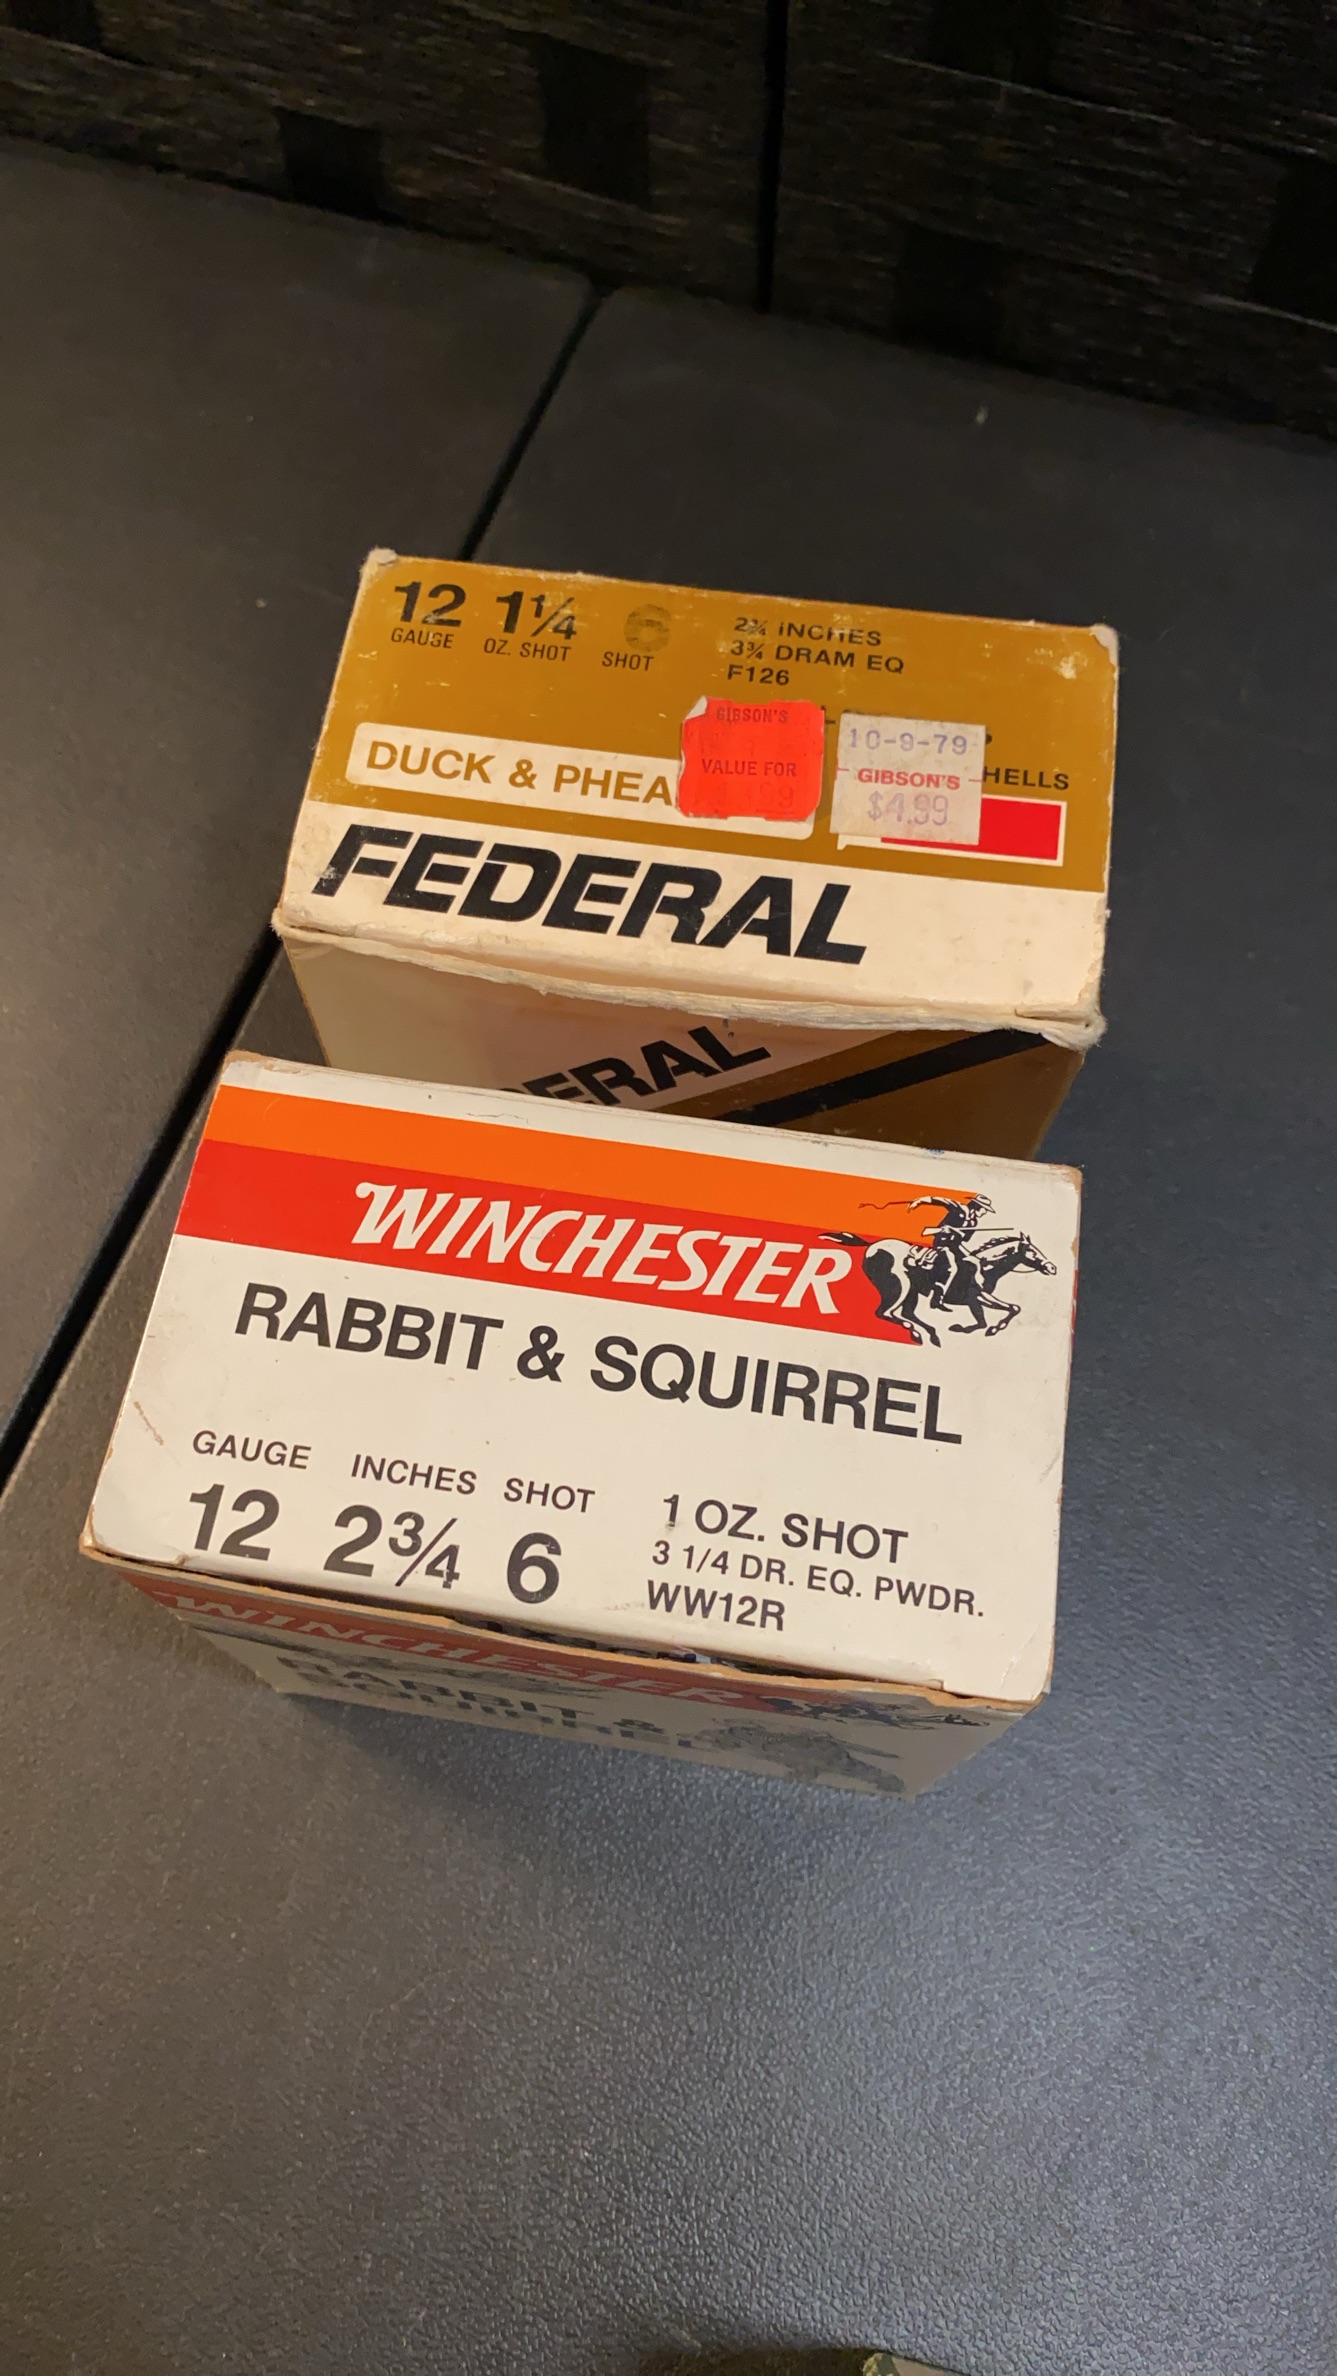 12 1¼ 6
GAUGE OZ. SHOT SHOT
2¾ INCHES
3¾ DRAM EQ
F126
GIBSON'S
VALUE FOR
10-9-79
GIBSON'S
$4.99
HELLS
DUCK & PHEA
FEDERAL
ERAL
WINCHESTER
RABBIT & SQUIRREL
GAUGE INCHES SHOT
12 2¾ 6
1 OZ. SHOT
3 1/4 DR. EQ. PWDR.
WW12R
WINCHESTER
RABBIT &
SQUIRREL